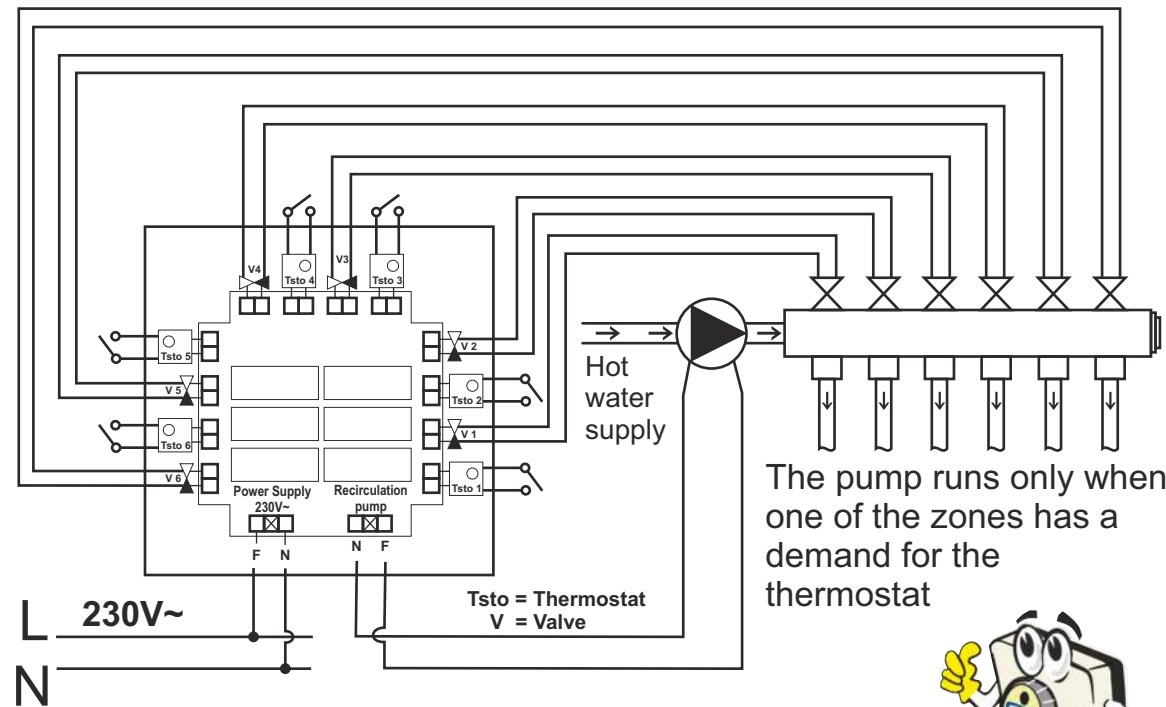 V4
Tsto 4
V3
Tsto 3
Tsto 5
V 2
V 5
Tsto 2
Tsto 6
V 1
V 6
Tsto 1
Power Supply
230V~
Recirculation
pump
F N
N F
L 230V~
N
Tsto = Thermostat
V = Valve
Hot
water
supply
The pump runs only when
one of the zones has a
demand for the
thermostat